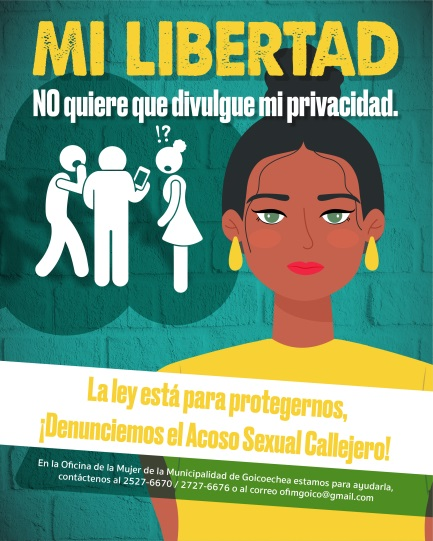 MI LIBERTAD
NO quiere que divulgue mi privacidad.
!?
La ley está para protegernos,
¡Denunciemos el Acoso Sexual Callejero!
En la Oficina de la Mujer de la Municipalidad de Goicoechea estamos para ayudarla,
contáctenos al 2527-6670 / 2727-6676 o al correo ofimgoico@gmail.com